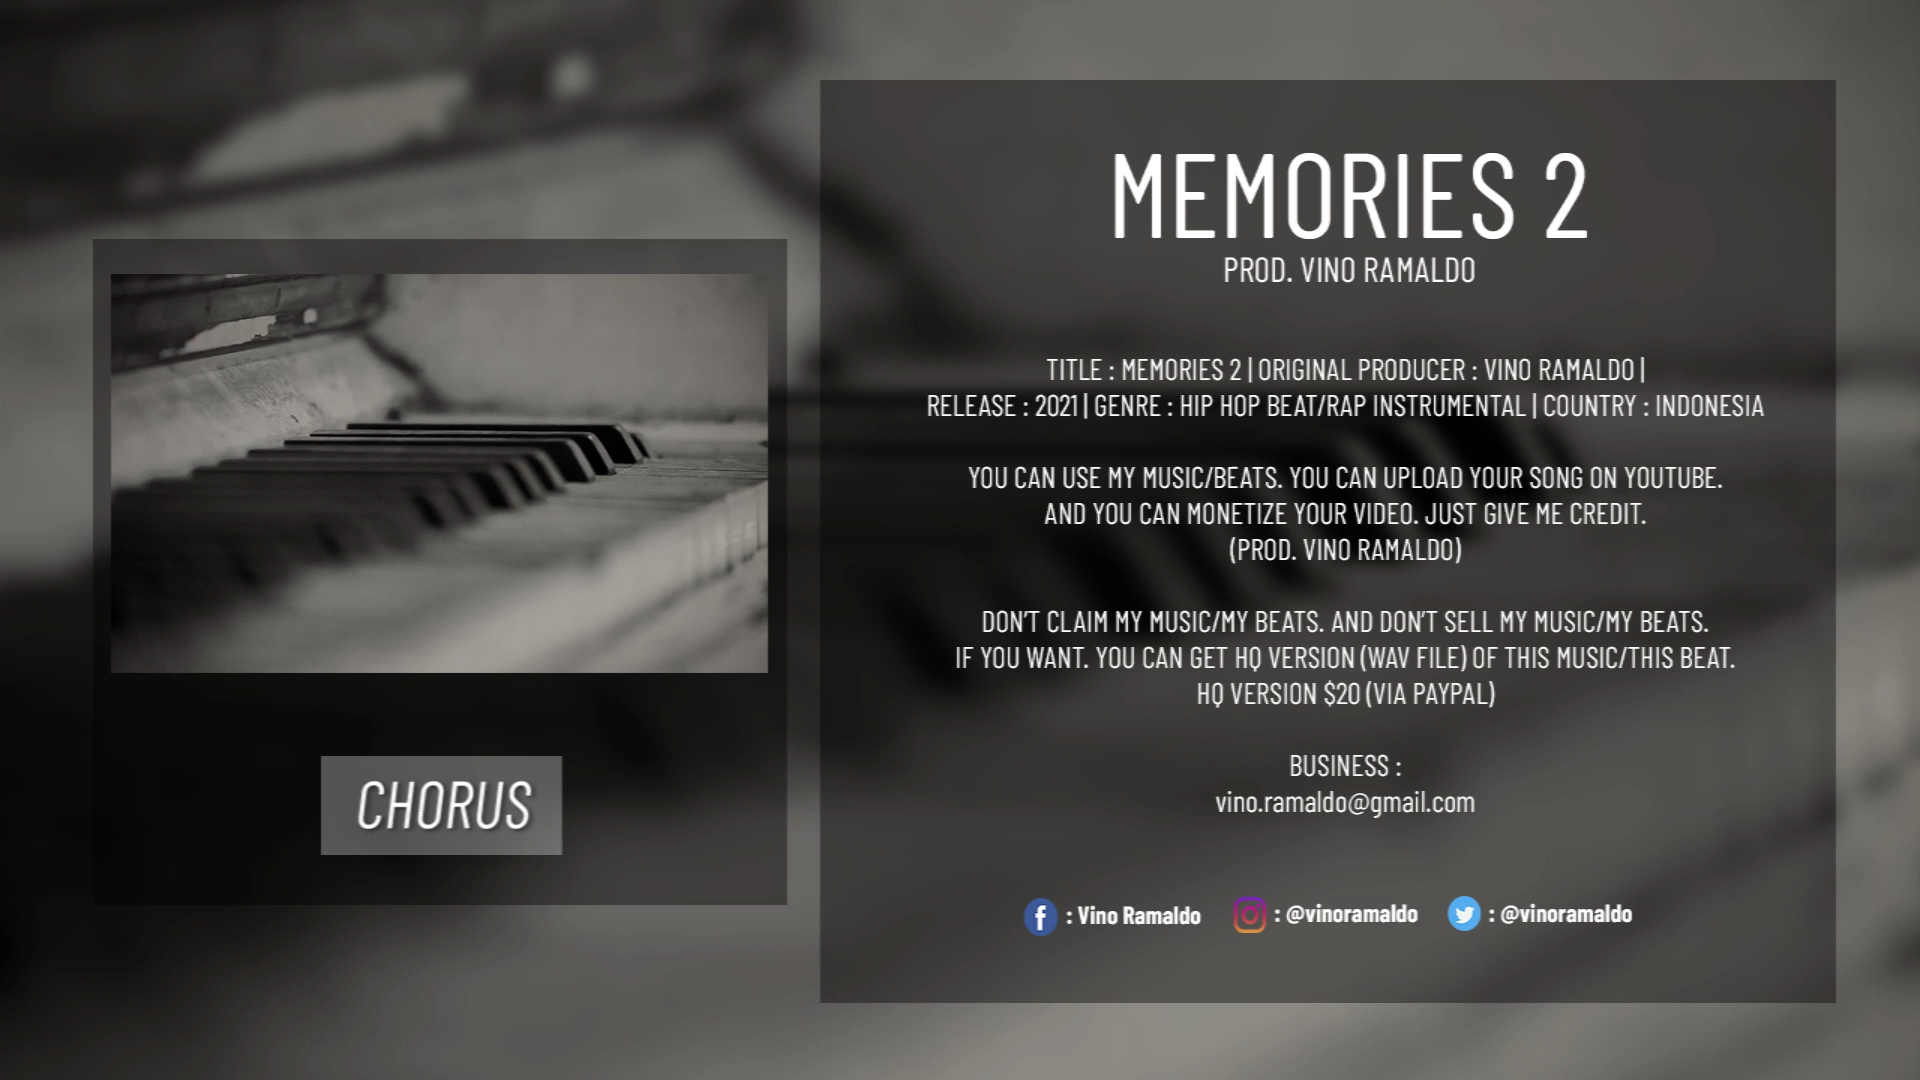 MEMORIES 2
PROD. VINO RAMALDO
TITLE : MEMORIES 2 | ORIGINAL PRODUCER : VINO RAMALDO |
RELEASE : 2021 | GENRE : HIP HOP BEAT/RAP INSTRUMENTAL | COUNTRY : INDONESIA
YOU CAN USE MY MUSIC/BEATS. YOU CAN UPLOAD YOUR SONG ON YOUTUBE.
AND YOU CAN MONETIZE YOUR VIDEO. JUST GIVE ME CREDIT.
(PROD. VINO RAMALDO)
DON'T CLAIM MY MUSIC/MY BEATS. AND DON'T SELL MY MUSIC/MY BEATS.
IF YOU WANT. YOU CAN GET HQ VERSION (WAV FILE) OF THIS MUSIC/THIS BEAT.
HQ VERSION $20 (VIA PAYPAL)
BUSINESS :
vino.ramaldo@gmail.com
: Vino Ramaldo : @vinoramaldo : @vinoramaldo
CHORUS